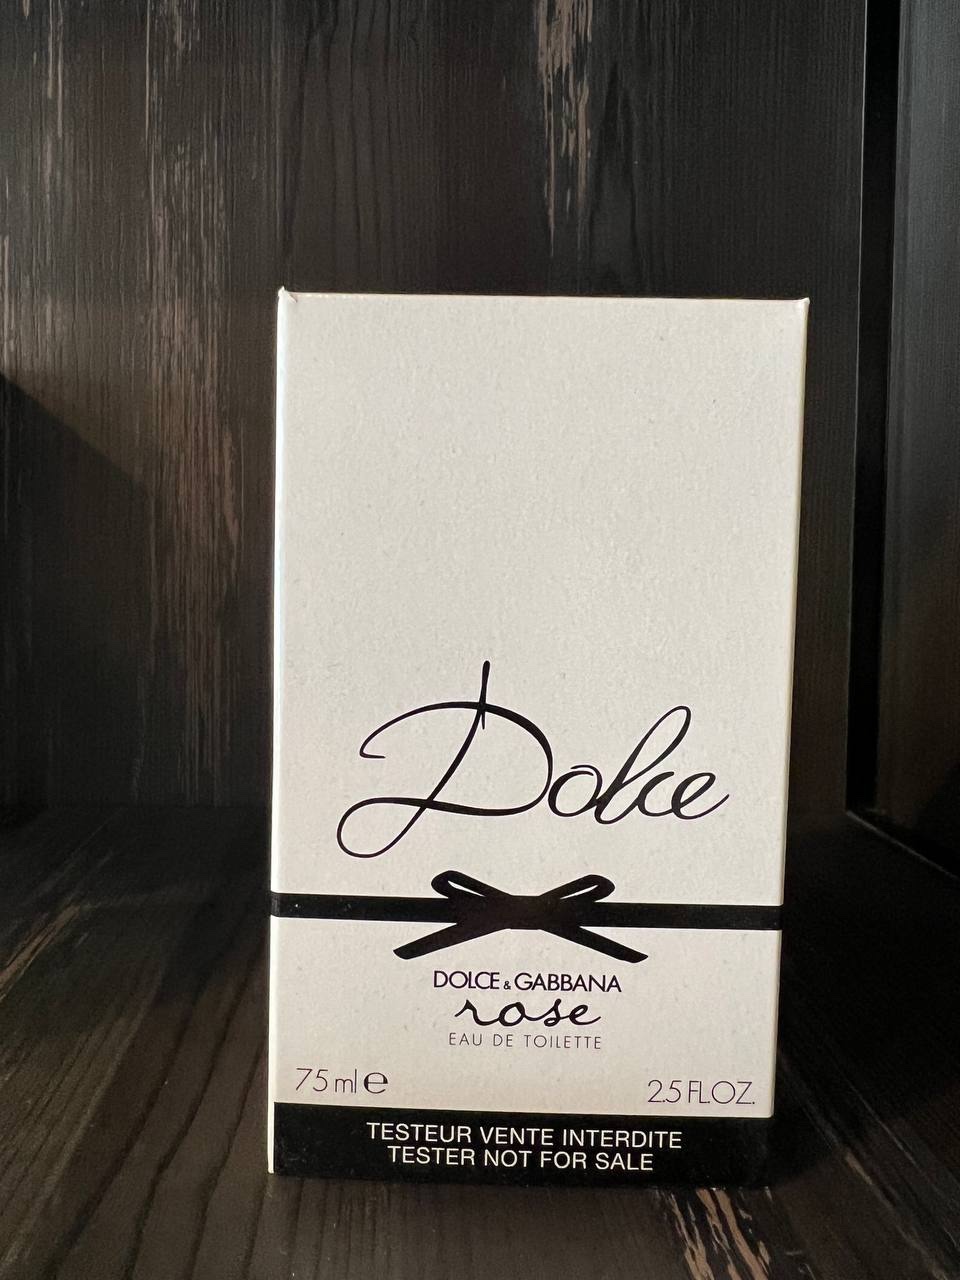 Dolce
DOLCE & GABBANA
rose
EAU DE TOILETTE
75 ml ℮
2.5 FL.OZ.
TESTEUR VENTE INTERDITE
TESTER NOT FOR SALE